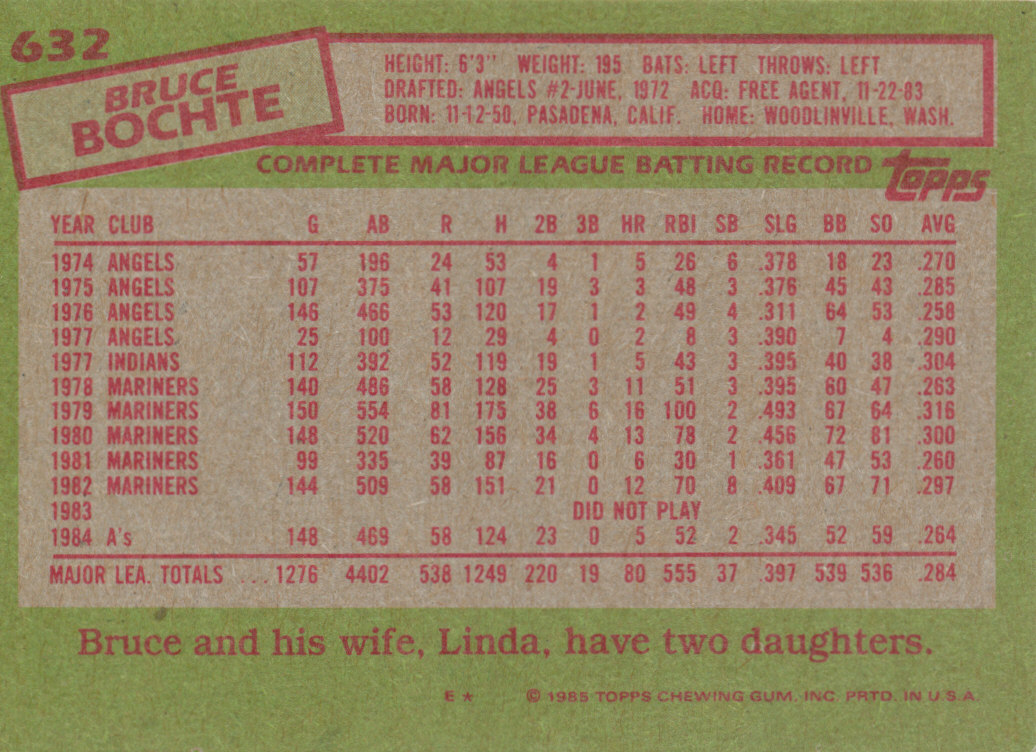 632
BRUCE
BOCHTE
HEIGHT: 6'3" WEIGHT: 195 BATS: LEFT THROWS: LEFT
DRAFTED: ANGELS #2-JUNE, 1972 ACQ: FREE AGENT, 11-22-83
BORN: 11-12-50, PASADENA, CALIF. HOME: WOODLINVILLE, WASH.
COMPLETE MAJOR LEAGUE BATTING RECORD Topps
YEAR CLUB G AB R H 2B 3B HR RBI SB SLG BB SO AVG
1974 ANGELS 57 196 24 53 4 1 5 26 6 .378 18 23 .270
1975 ANGELS 107 375 41 107 19 3 3 48 3 .376 45 43 .285
1976 ANGELS 146 466 53 120 17 1 2 49 4 .311 64 53 .258
1977 ANGELS 25 100 12 29 4 0 2 8 3 .390 7 4 .290
1977 INDIANS 112 392 52 119 19 1 5 43 3 .395 40 38 .304
1978 MARINERS 140 486 58 128 25 3 11 51 3 .395 60 47 .263
1979 MARINERS 150 554 81 175 38 6 16 100 2 .493 67 64 .316
1980 MARINERS 148 520 62 156 34 4 13 78 2 .456 72 81 .300
1981 MARINERS 99 335 39 87 16 0 6 30 1 .361 47 53 .260
1982 MARINERS 144 509 58 151 21 0 12 70 8 .409 67 71 .297
1983 DID NOT PLAY
1984 A's 148 469 58 124 23 0 5 52 2 .345 52 59 .264
MAJOR LEA. TOTALS ... 1276 4402 538 1249 220 19 80 555 37 .397 539 536 .284
Bruce and his wife, Linda, have two daughters.
E ★ © 1985 TOPPS CHEWING GUM, INC. PRTD. IN U.S.A.